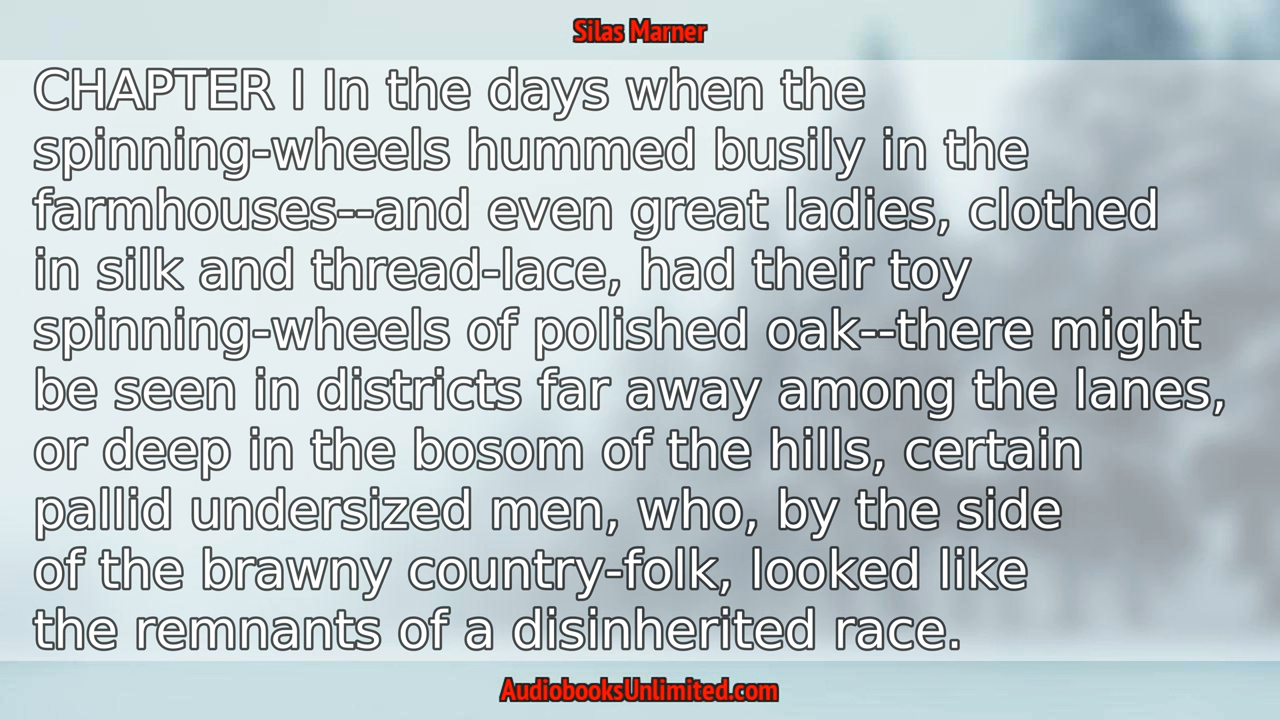 Silas Marner
CHAPTER I In the days when the
spinning-wheels hummed busily in the
farmhouses--and even great ladies, clothed
in silk and thread-lace, had their toy
spinning-wheels of polished oak--there might
be seen in districts far away among the lanes,
or deep in the bosom of the hills, certain
pallid undersized men, who, by the side
of the brawny country-folk, looked like
the remnants of a disinherited race.
AudiobooksUnlimited.com